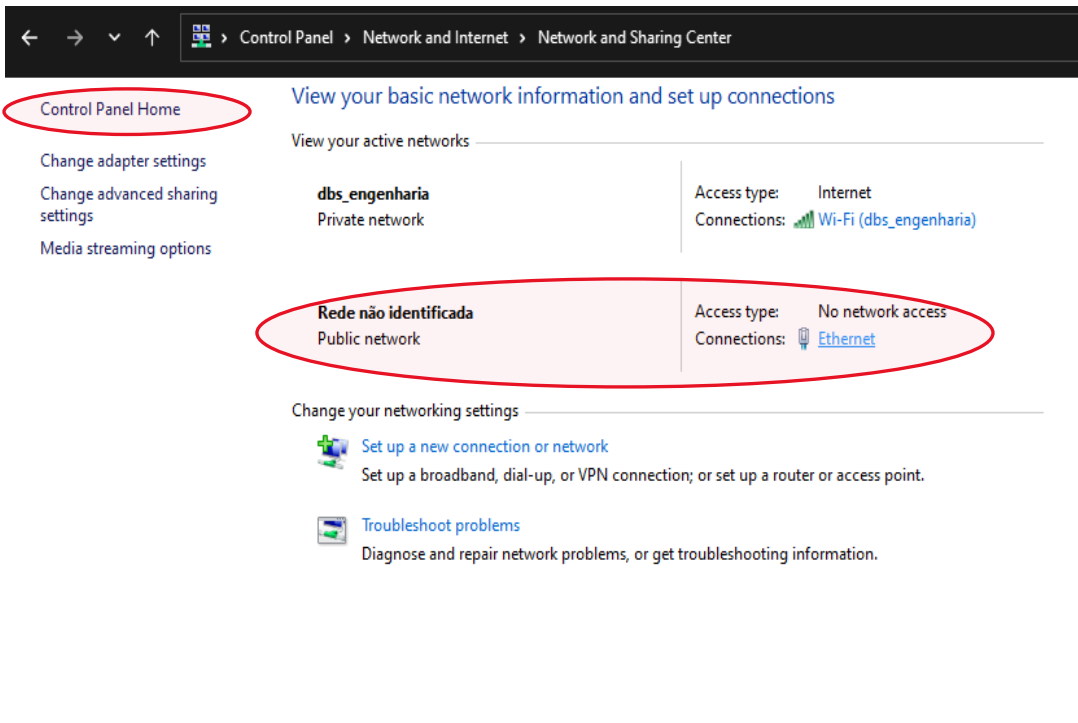 Control Panel > Network and Internet > Network and Sharing Center
Control Panel Home
Change adapter settings
Change advanced sharing
settings
Media streaming options
View your basic network information and set up connections
View your active networks
dbs_engenharia
Private network
Access type: Internet
Connections: Wi-Fi (dbs_engenharia)
Rede não identificada
Public network
Access type: No network access
Connections: Ethernet
Change your networking settings
Set up a new connection or network
Set up a broadband, dial-up, or VPN connection; or set up a router or access point.
Troubleshoot problems
Diagnose and repair network problems, or get troubleshooting information.